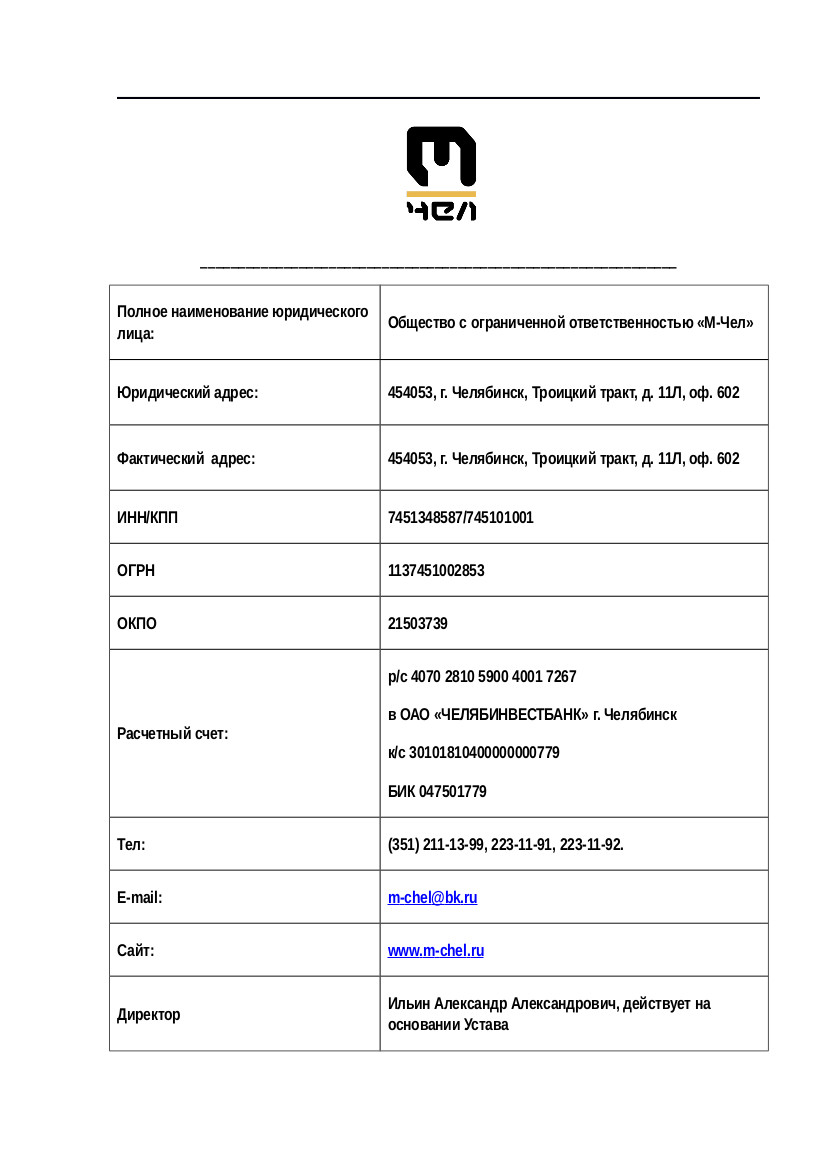 чел
Полное наименование юридического
лица:
Общество с ограниченной ответственностью «М-Чел»
Юридический адрес:
454053, г. Челябинск, Троицкий тракт, д. 11Л, оф. 602
Фактический  адрес:
454053, г. Челябинск, Троицкий тракт, д. 11Л, оф. 602
ИНН/КПП
7451348587/745101001
ОГРН
1137451002853
ОКПО
21503739
Расчетный счет:
р/с 4070 2810 5900 4001 7267
в ОАО «ЧЕЛЯБИНВЕСТБАНК» г. Челябинск
к/с 30101810400000000779
БИК 047501779
Тел:
(351) 211-13-99, 223-11-91, 223-11-92.
E-mail:
m-chel@bk.ru
Сайт:
www.m-chel.ru
Директор
Ильин Александр Александрович, действует на
основании Устава